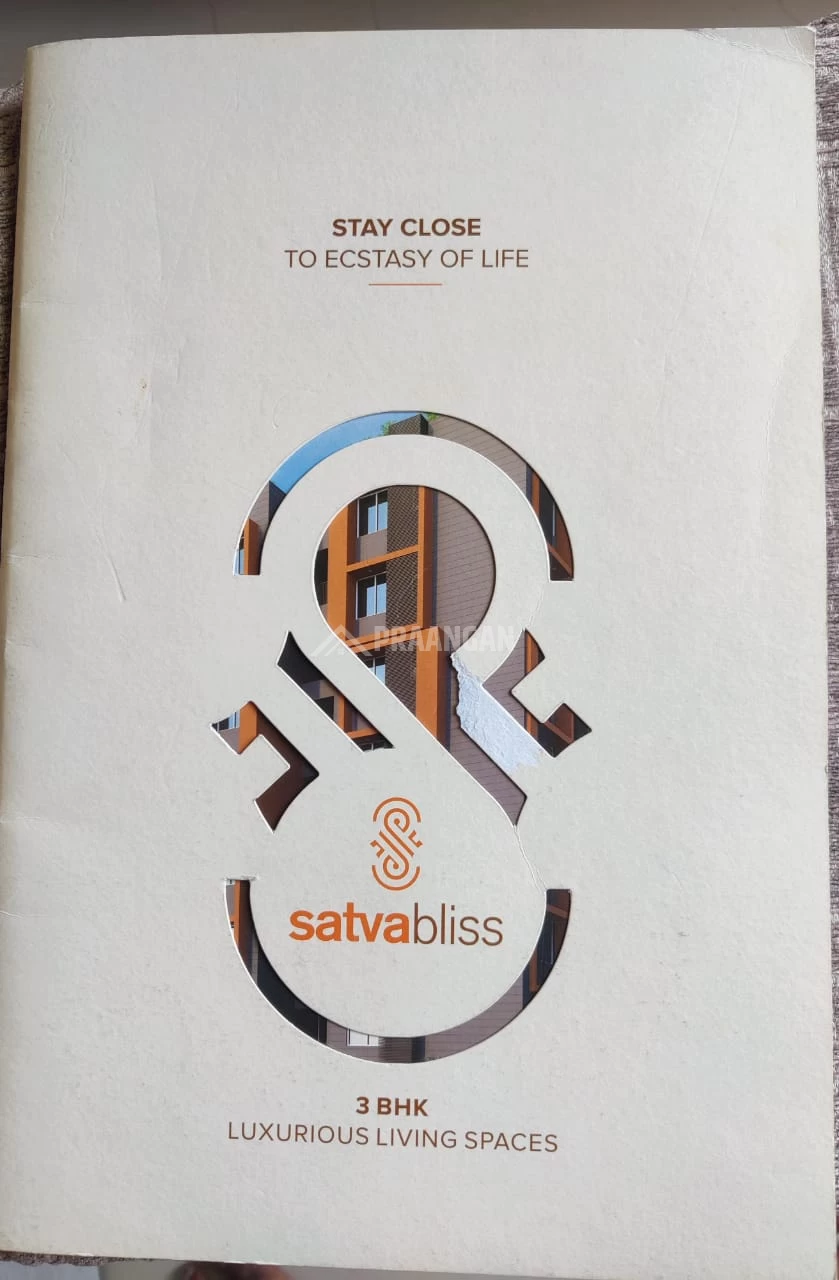 STAY CLOSE
TO ECSTASY OF LIFE
PRAANGAN
satvabliss
3 BHK
LUXURIOUS LIVING SPACES